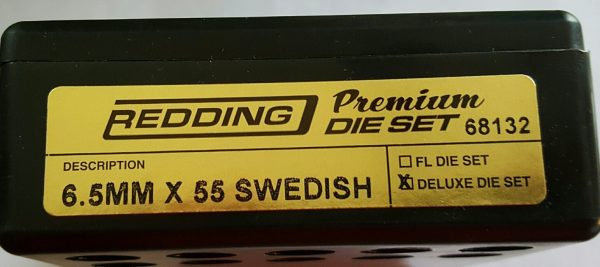 REDDING Premium
DIE SET 68132
DESCRIPTION
6.5MM X 55 SWEDISH
☐ FL DIE SET
☒ DELUXE DIE SET